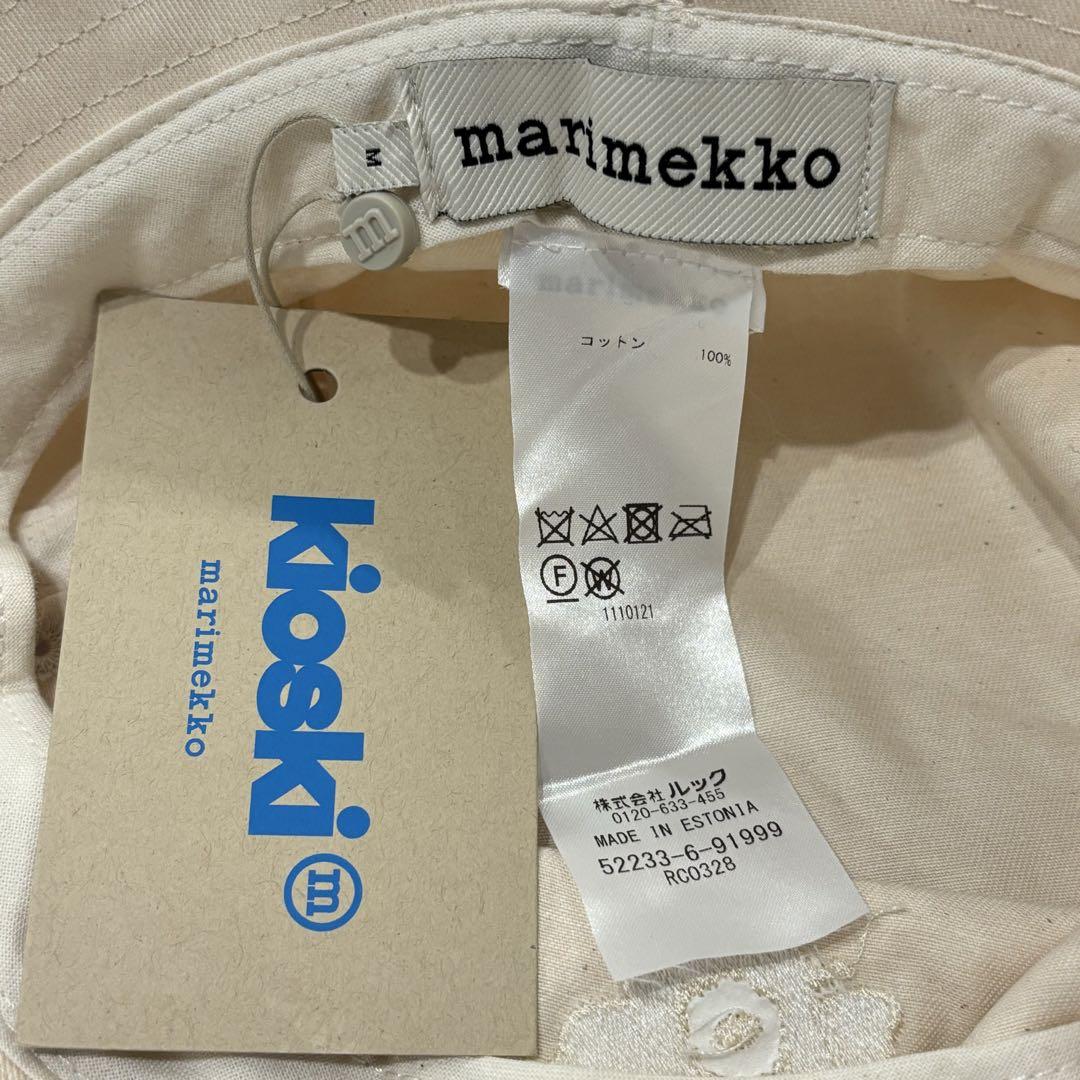 marimekko
M
m
marimekko
コットン 100%
F
W
1110121
株式会社 ルック
0120-633-455
MADE IN ESTONIA
52233-6-91999
RC0328
kioski
marimekko
m